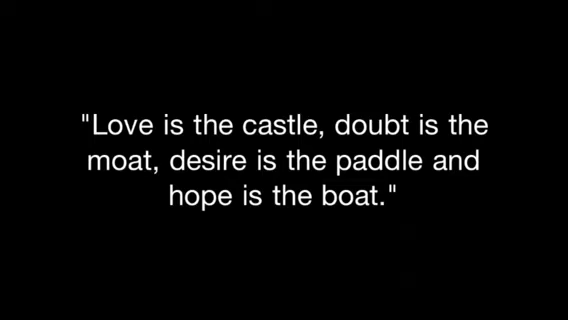 "Love is the castle, doubt is the
moat, desire is the paddle and
hope is the boat."